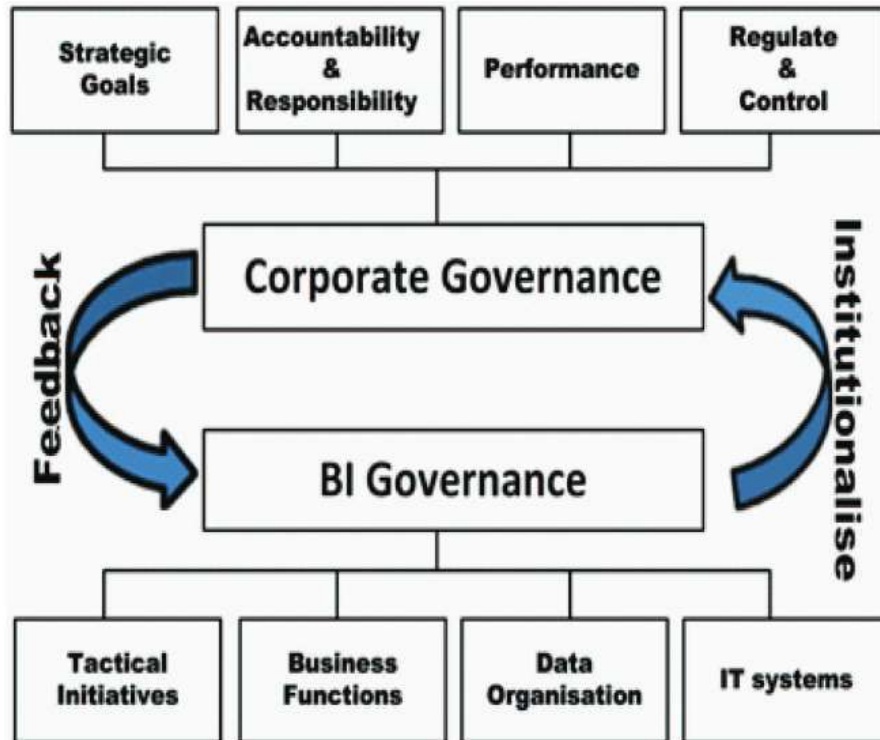 Strategic
Goals
Accountability
&
Responsibility
Performance
Regulate
&
Control
Corporate Governance
Feedback
Institutionalise
BI Governance
Tactical
Initiatives
Business
Functions
Data
Organisation
IT systems